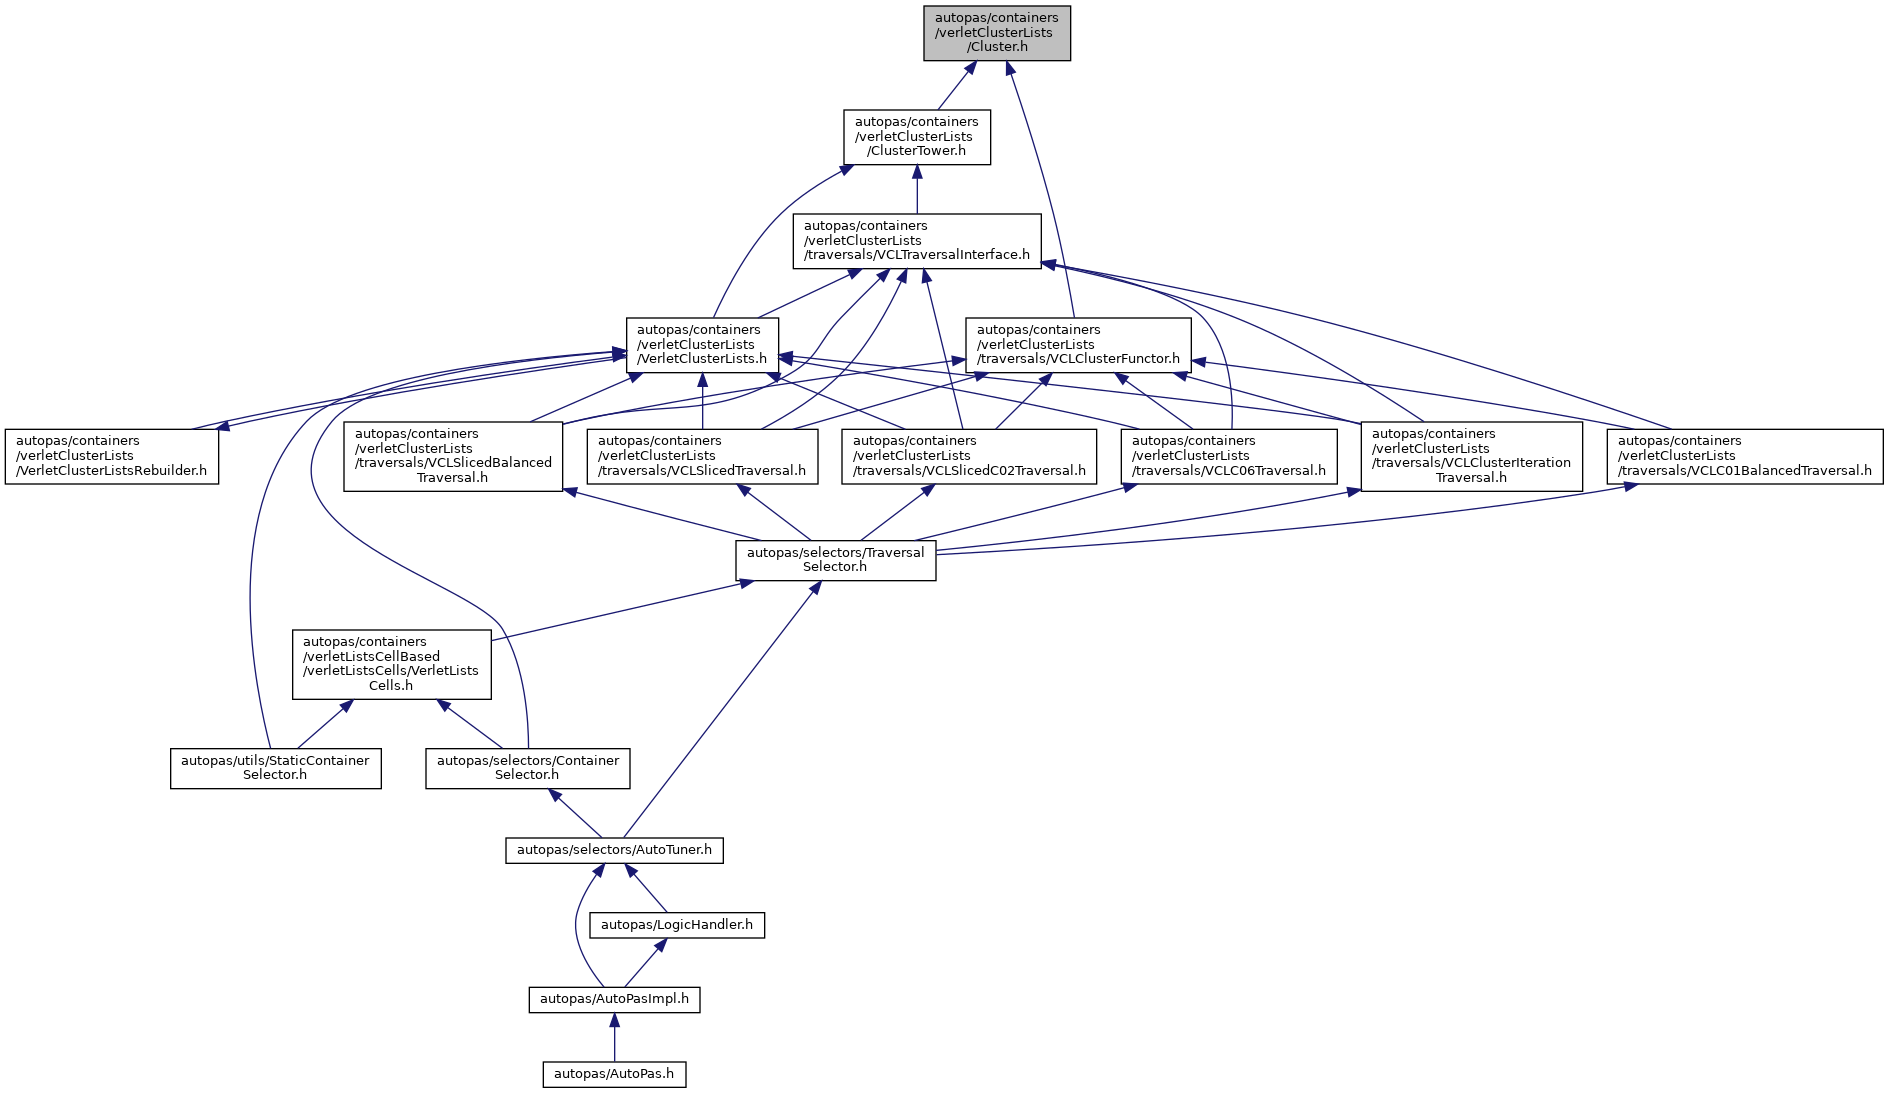 autopas/containers
/verletClusterLists
/Cluster.h
autopas/containers
/verletClusterLists
/ClusterTower.h
autopas/containers
/verletClusterLists
/traversals/VCLTraversalInterface.h
autopas/containers
/verletClusterLists
/VerletClusterLists.h
autopas/containers
/verletClusterLists
/traversals/VCLClusterFunctor.h
autopas/containers
/verletClusterLists
/VerletClusterListsRebuilder.h
autopas/containers
/verletClusterLists
/traversals/VCLSlicedBalanced
Traversal.h
autopas/containers
/verletClusterLists
/traversals/VCLSlicedTraversal.h
autopas/containers
/verletClusterLists
/traversals/VCLSlicedC02Traversal.h
autopas/containers
/verletClusterLists
/traversals/VCLC06Traversal.h
autopas/containers
/verletClusterLists
/traversals/VCLClusterIteration
Traversal.h
autopas/containers
/verletClusterLists
/traversals/VCLC01BalancedTraversal.h
autopas/selectors/Traversal
Selector.h
autopas/containers
/verletListsCellBased
/verletListsCells/VerletLists
Cells.h
autopas/utils/StaticContainer
Selector.h
autopas/selectors/Container
Selector.h
autopas/selectors/AutoTuner.h
autopas/LogicHandler.h
autopas/AutoPasImpl.h
autopas/AutoPas.h